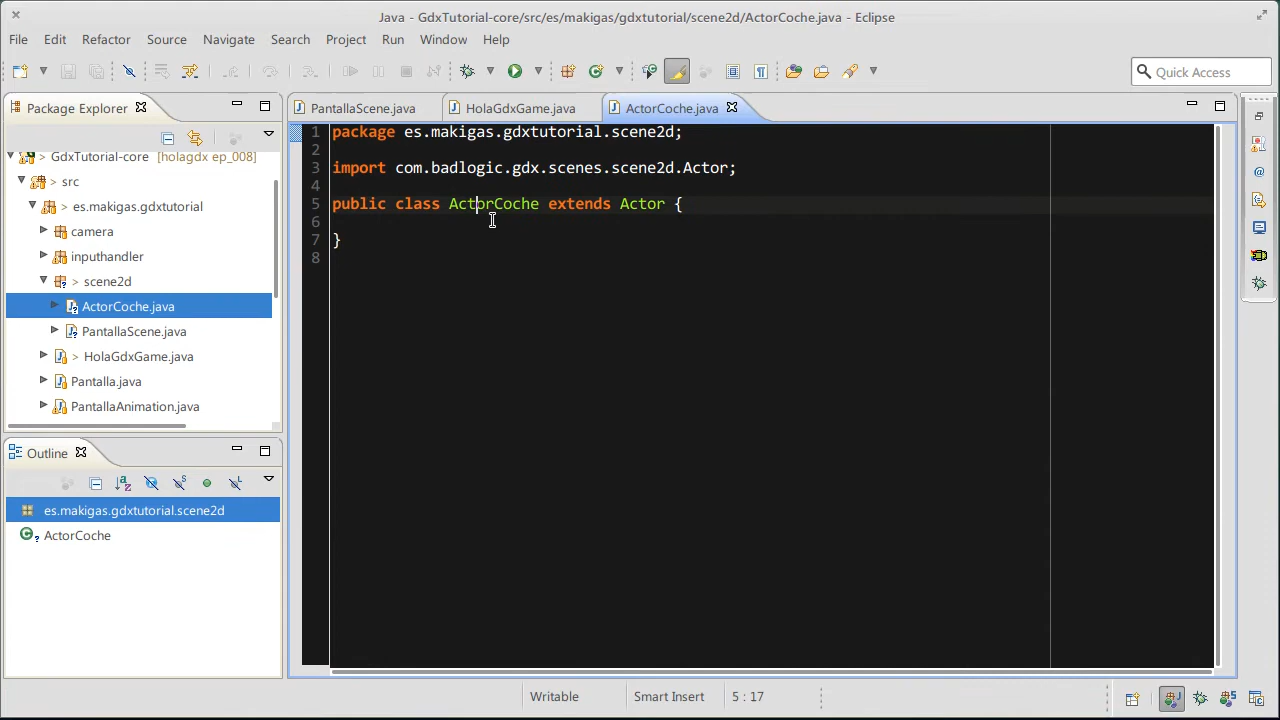 Java - GdxTutorial-core/src/es/makigas/gdxtutorial/scene2d/ActorCoche.java - Eclipse
File Edit Refactor Source Navigate Search Project Run Window Help
Quick Access
Package Explorer
GdxTutorial-core [holagdx ep_008]
> src
> es.makigas.gdxtutorial
camera
inputhandler
> scene2d
ActorCoche.java
PantallaScene.java
> HolaGdxGame.java
Pantalla.java
PantallaAnimation.java
Outline
es.makigas.gdxtutorial.scene2d
ActorCoche
PantallaScene.java HolaGdxGame.java ActorCoche.java
1 package es.makigas.gdxtutorial.scene2d;
2
3 import com.badlogic.gdx.scenes.scene2d.Actor;
4
5 public class ActorCoche extends Actor {
6
7 }
8
Writable Smart Insert 5 : 17